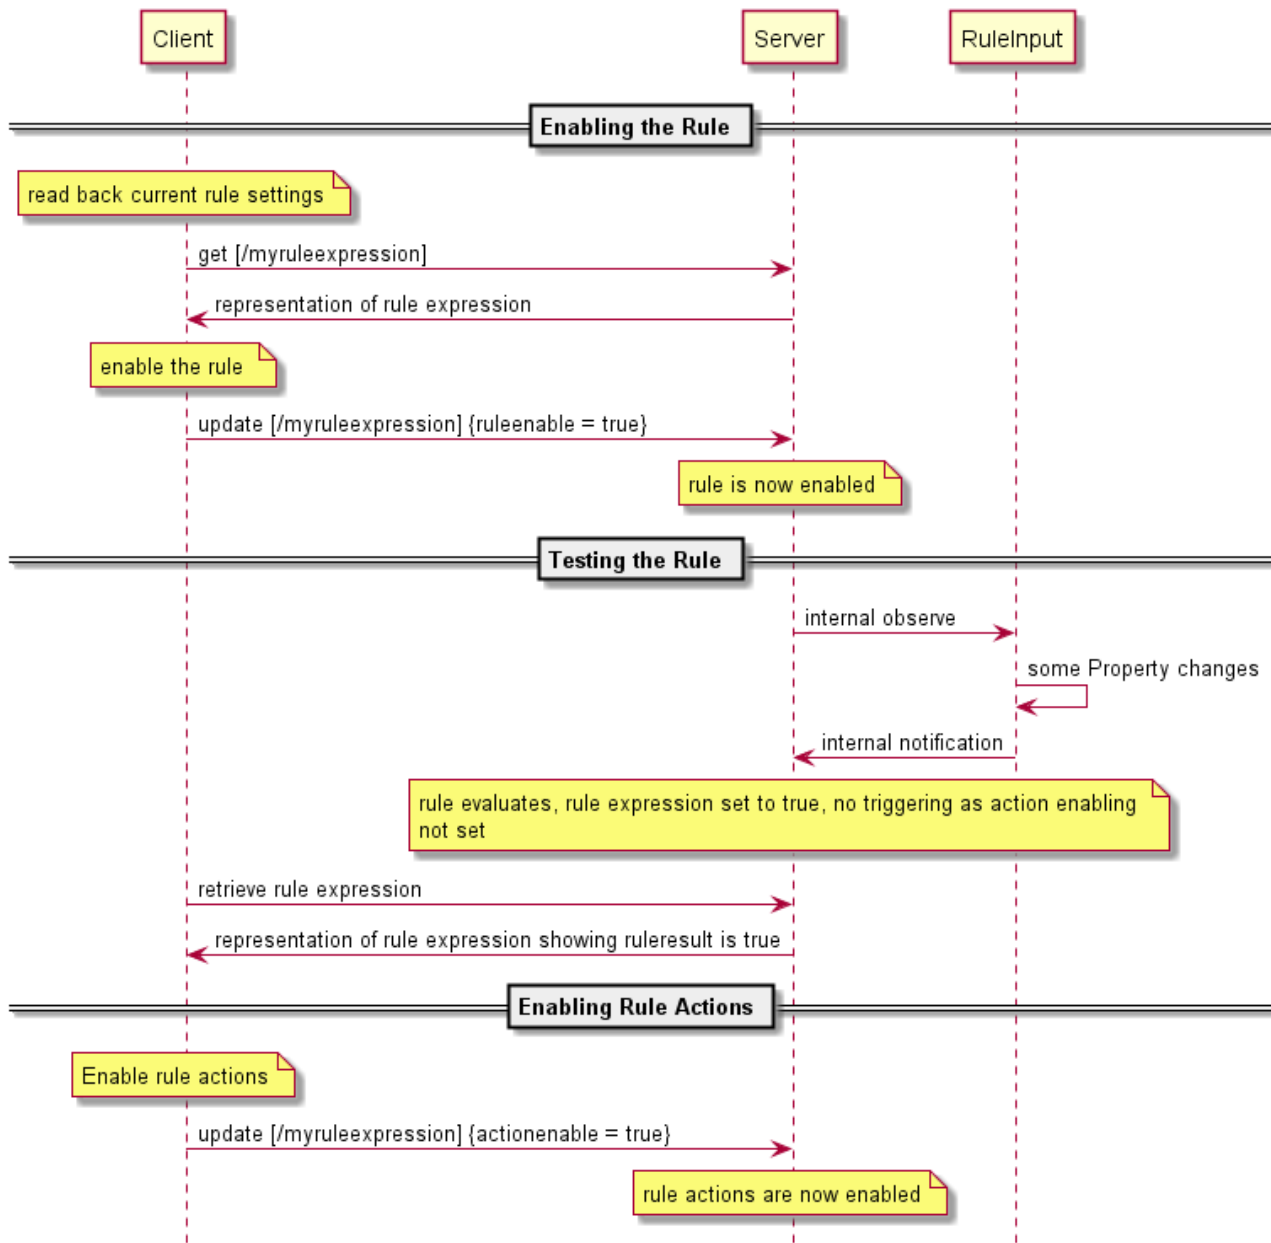 Client
Server
RuleInput
Enabling the Rule
read back current rule settings
get [/myruleexpression]
representation of rule expression
enable the rule
update [/myruleexpression] {ruleenable = true}
rule is now enabled
Testing the Rule
internal observe
some Property changes
internal notification
rule evaluates, rule expression set to true, no triggering as action enabling
not set
retrieve rule expression
representation of rule expression showing ruleresult is true
Enabling Rule Actions
Enable rule actions
update [/myruleexpression] {actionenable = true}
rule actions are now enabled